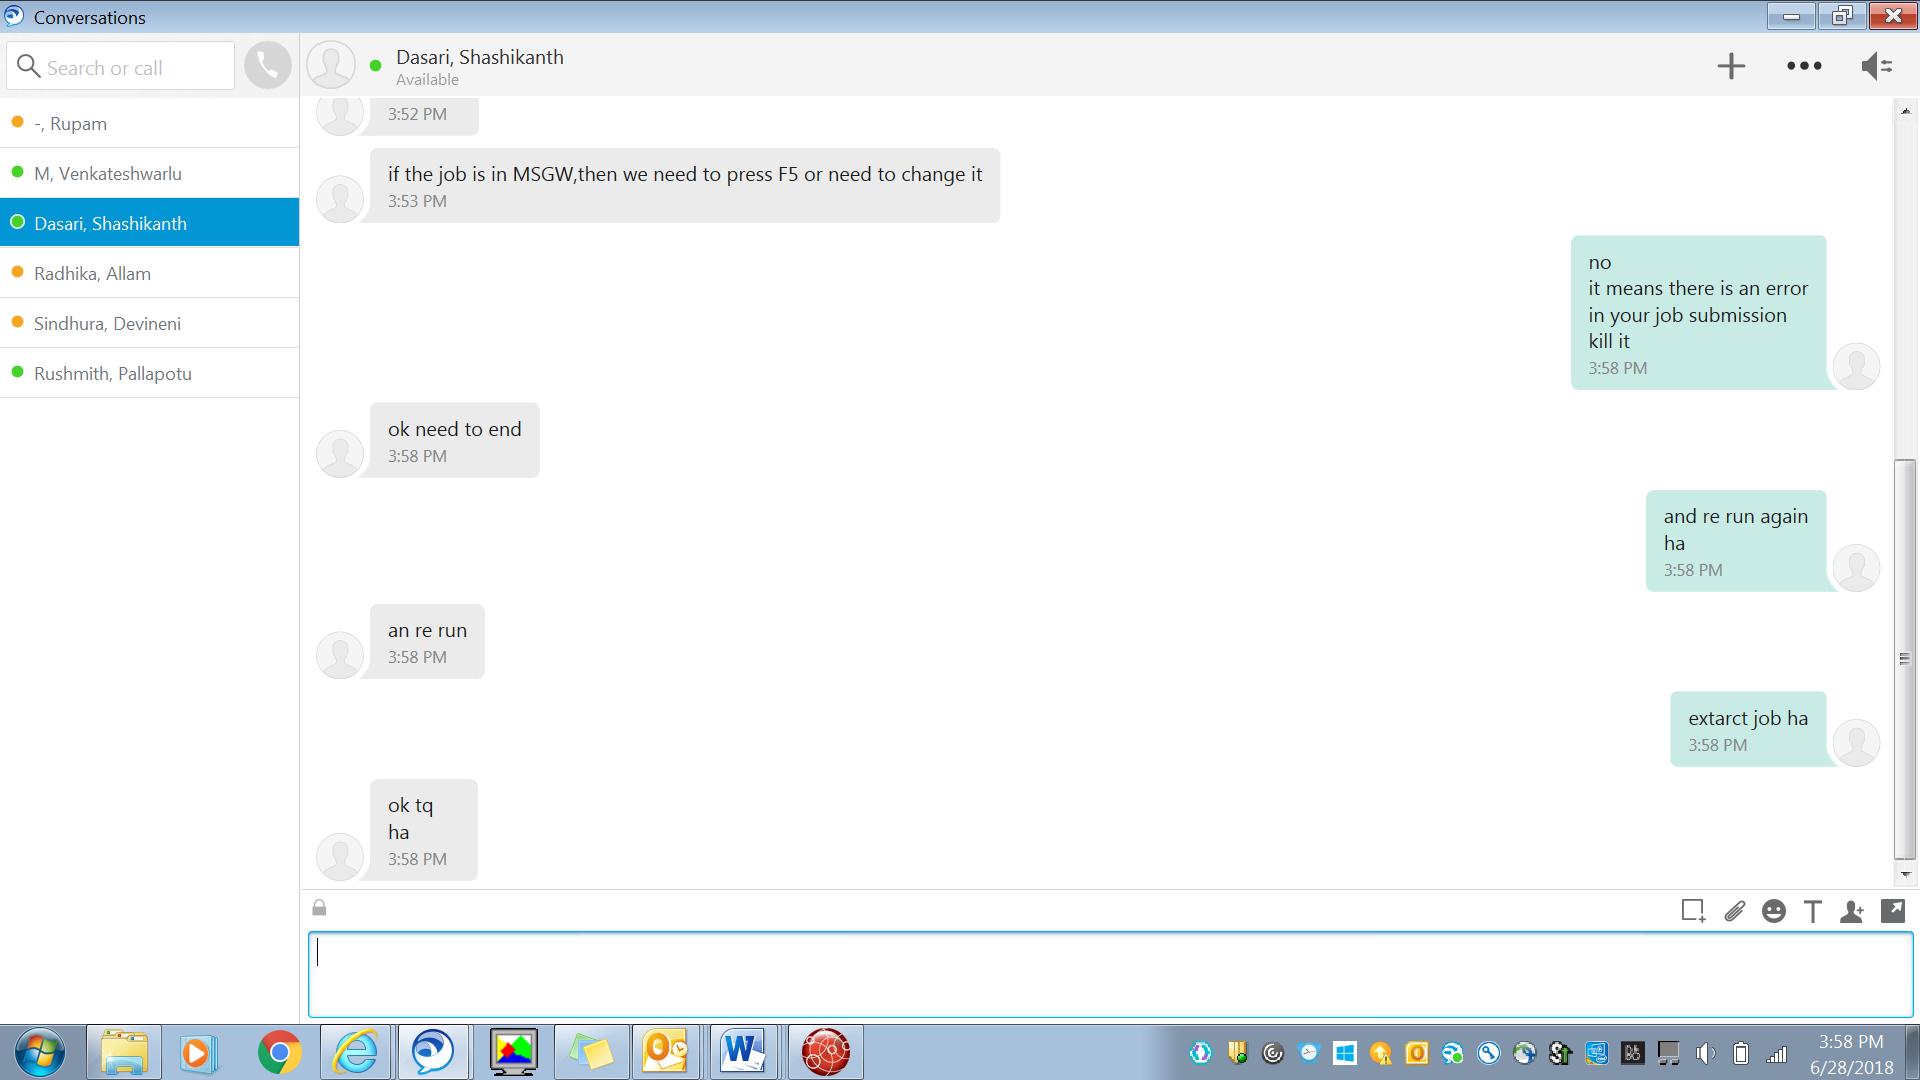 Conversations
Search or call
-, Rupam
M, Venkateshwarlu
Dasari, Shashikanth
Radhika, Allam
Sindhura, Devineni
Rushmith, Pallapotu
Dasari, Shashikanth
Available
3:52 PM
if the job is in MSGW,then we need to press F5 or need to change it
3:53 PM
no
it means there is an error
in your job submission
kill it
3:58 PM
ok need to end
3:58 PM
and re run again
ha
3:58 PM
an re run
3:58 PM
extarct job ha
3:58 PM
ok tq
ha
3:58 PM
3:58 PM
6/28/2018